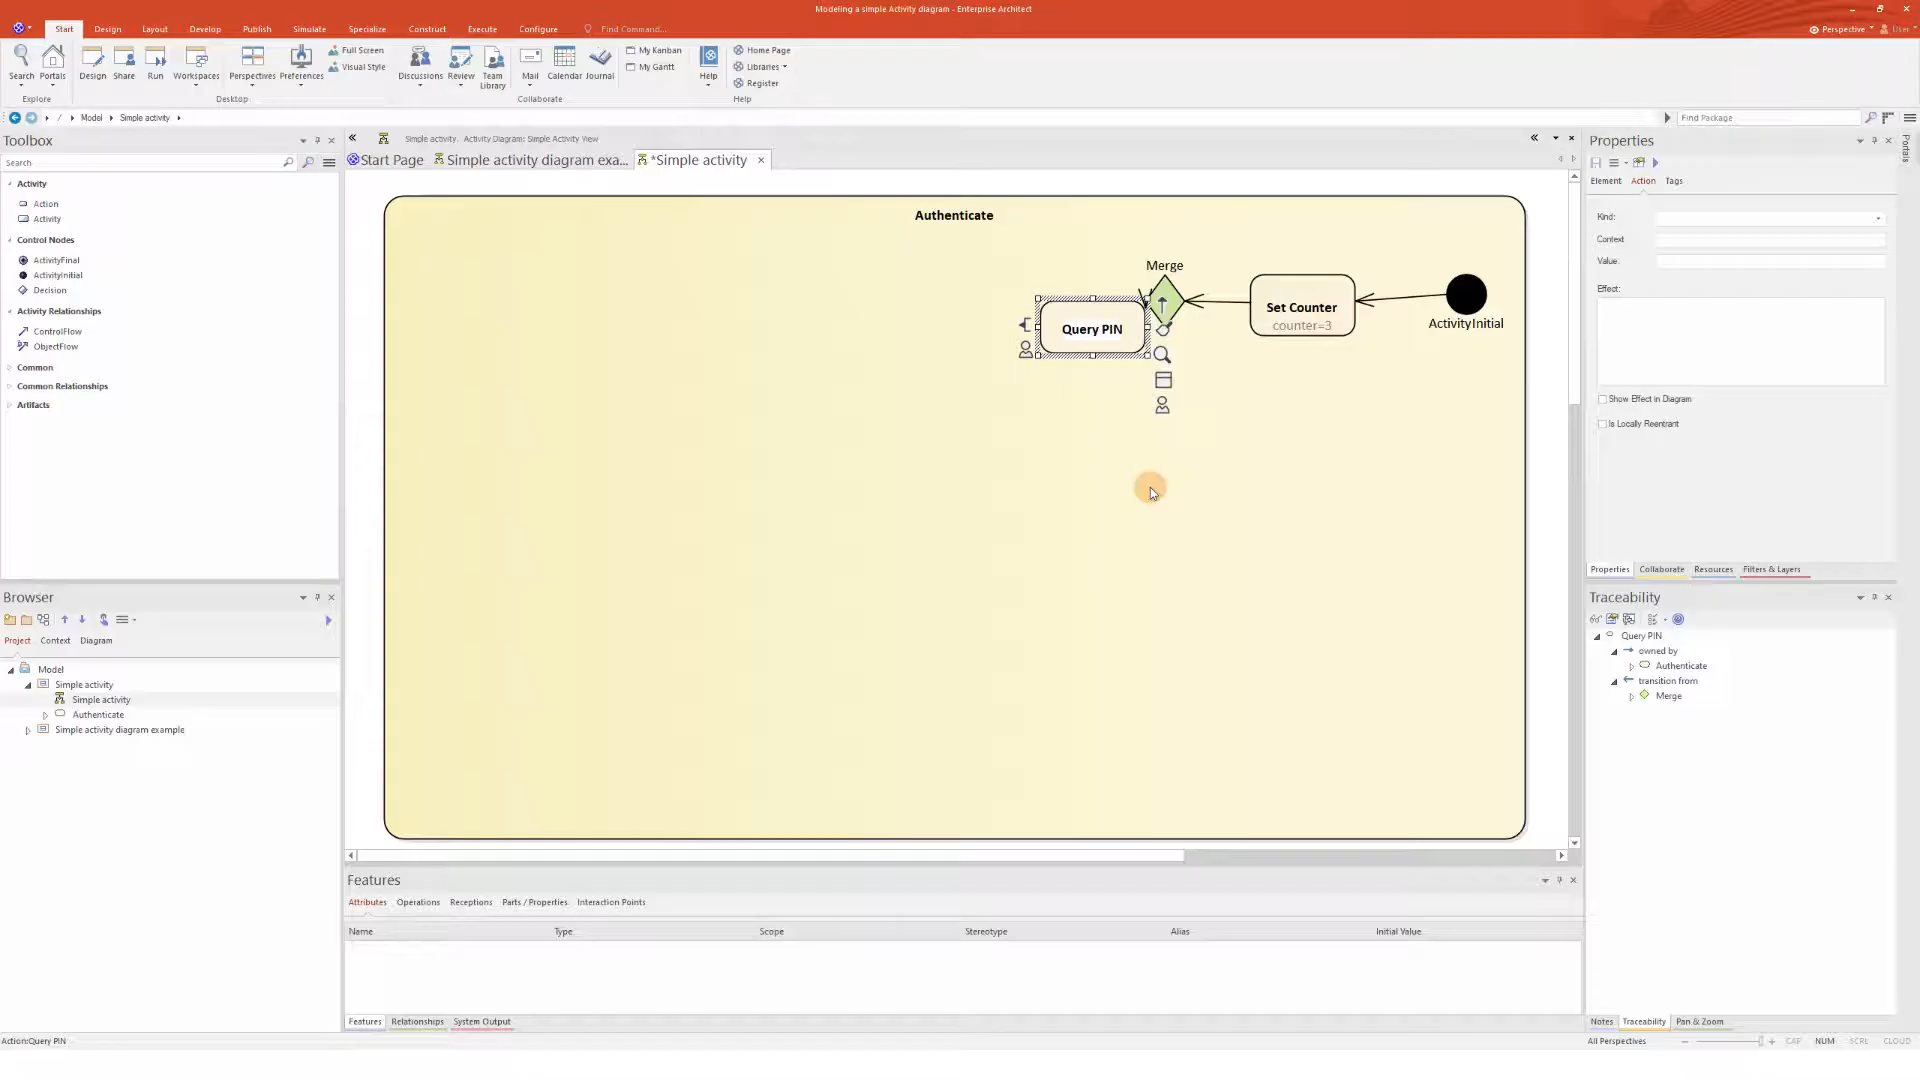 Modeling a simple Activity diagram - Enterprise Architect
Start Design Layout Develop Publish Simulate Specialize Construct Execute Configure Find Command... Perspective User
Search Portals Design Share Run Workspaces Perspectives Preferences Full Screen Visual Style Discussions Review Team Library Mail Calendar Journal My Kanban My Gantt Help Home Page Libraries Register
Explore Desktop Collaborate Help
/ Model Simple activity Find Package
Toolbox
Search
Activity
Action
Activity
Control Nodes
ActivityFinal
ActivityInitial
Decision
Activity Relationships
ControlFlow
ObjectFlow
Common
Common Relationships
Artifacts
Browser
Project Context Diagram
Model
Simple activity
Simple activity
Authenticate
Simple activity diagram example
Action:Query PIN
Simple activity. Activity Diagram: Simple Activity View
Start Page Simple activity diagram exa... *Simple activity
Authenticate
Merge
Set Counter
counter=3
ActivityInitial
Query PIN
Features
Attributes Operations Receptions Parts / Properties Interaction Points
Name Type Scope Stereotype Alias Initial Value
Features Relationships System Output
Properties
Element Action Tags
Kind:
Context
Value:
Effect:
Show Effect in Diagram
Is Locally Reentrant
Properties Collaborate Resources Filters & Layers
Portals
Traceability
Query PIN
owned by
Authenticate
transition from
Merge
Notes Traceability Pan & Zoom
All Perspectives CAP NUM SCRL CLOUD